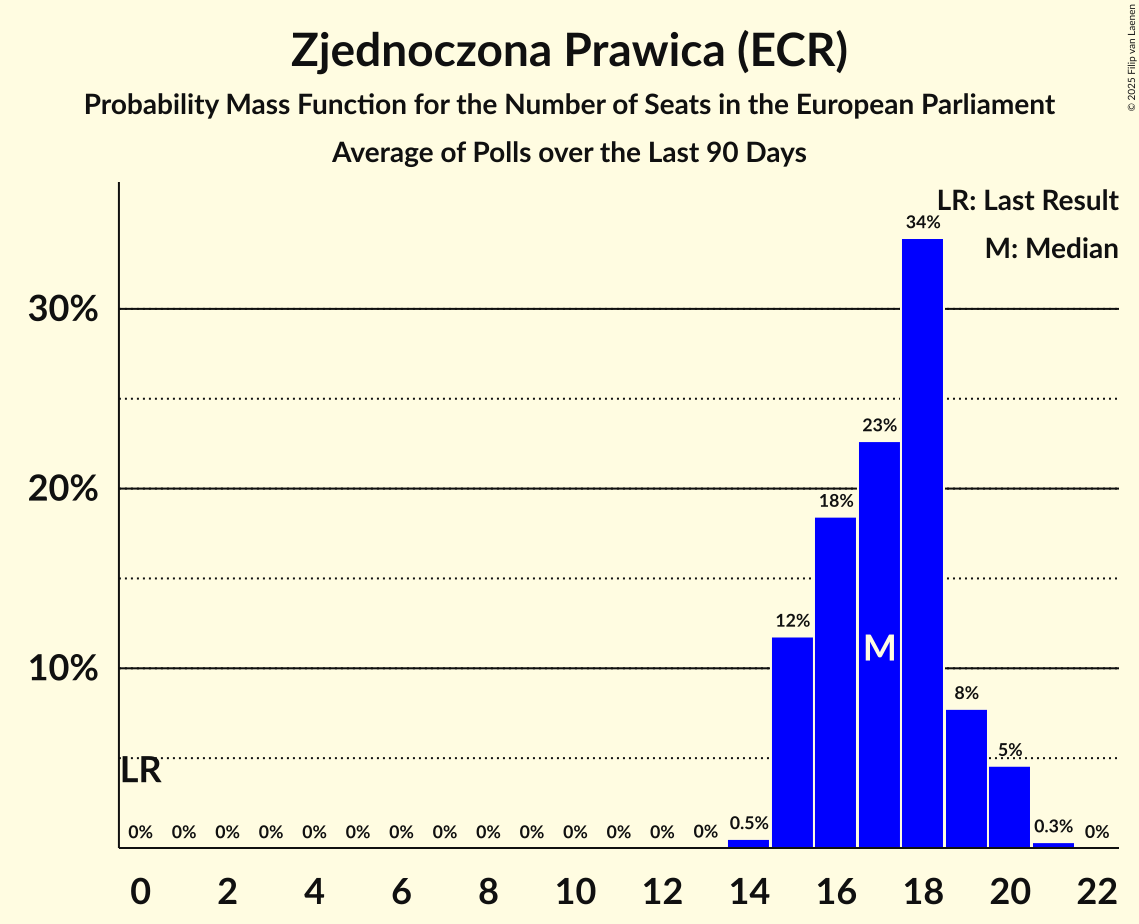 Zjednoczona Prawica (ECR)
Probability Mass Function for the Number of Seats in the European Parliament
Average of Polls over the Last 90 Days
© 2025 Filip van Laenen
LR: Last Result
M: Median
34%
30%
23%
20%
18%
12%
M
10%
8%
5%
LR
0% 0% 0% 0% 0% 0% 0% 0% 0% 0% 0% 0% 0% 0% 0.5% 0.3% 0%
0 2 4 6 8 10 12 14 16 18 20 22